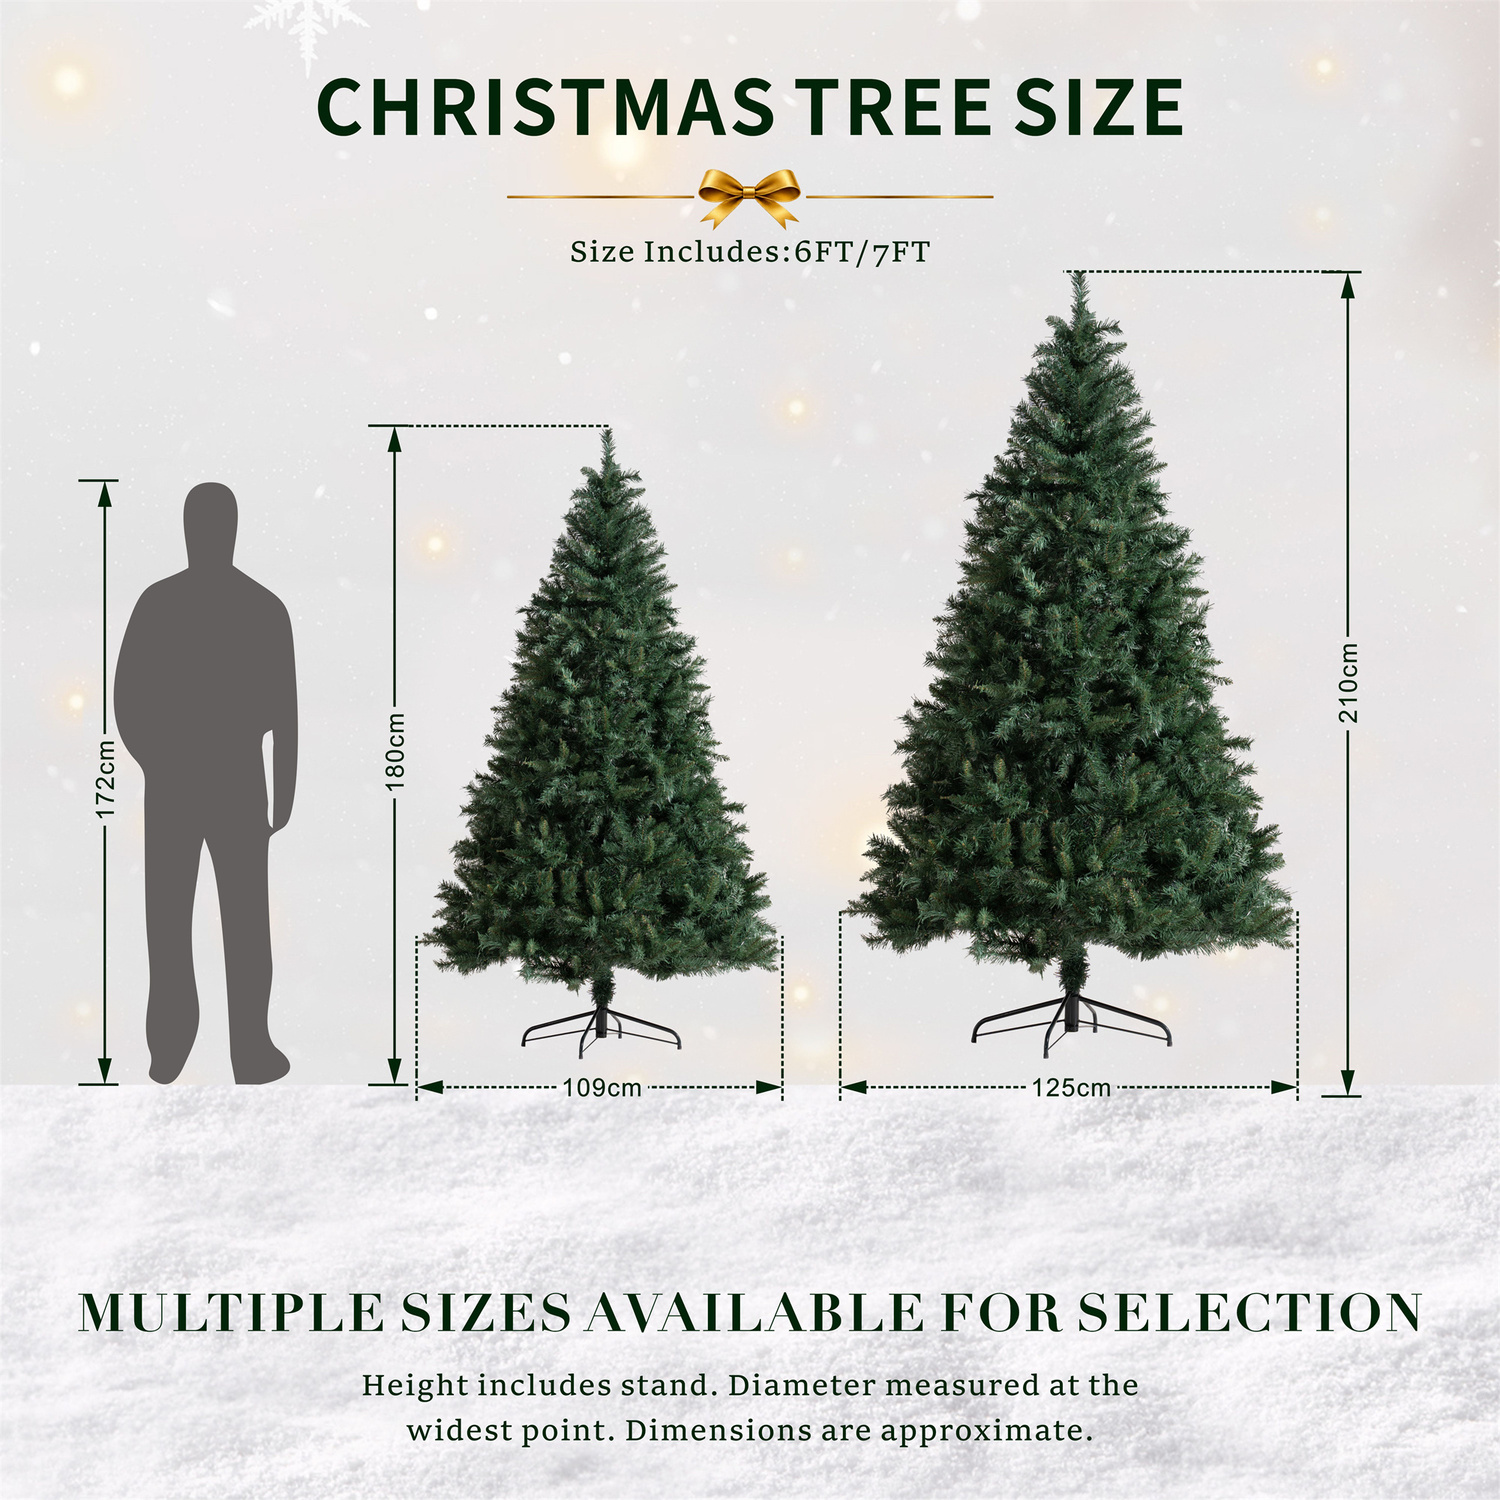 CHRISTMAS TREE SIZE
Size Includes:6FT/7FT
172cm
180cm
210cm
109cm
125cm
MULTIPLE SIZES AVAILABLE FOR SELECTION
Height includes stand. Diameter measured at the
widest point. Dimensions are approximate.